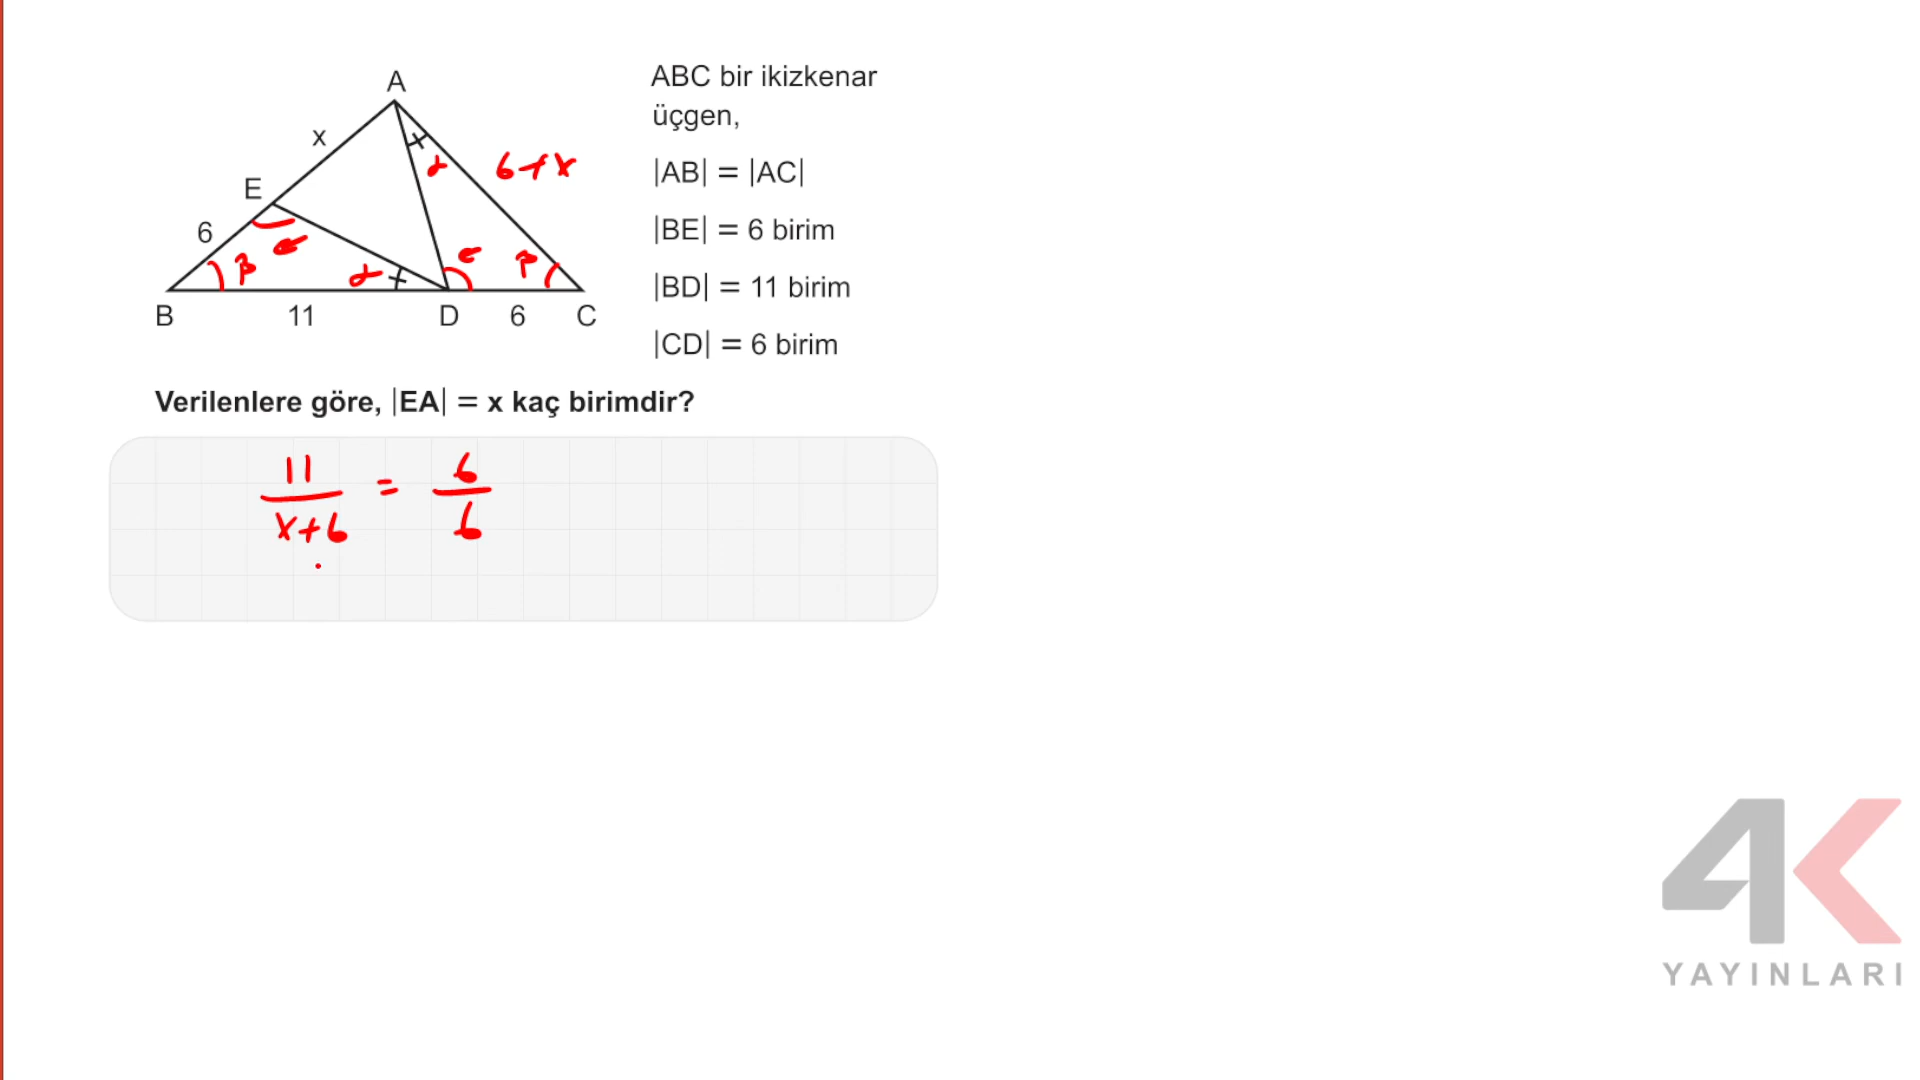 A
x
α
6+x
E
6
β
α
B
11
D
6
C
ABC bir ikizkenar
üçgen,
|AB| = |AC|
|BE| = 6 birim
|BD| = 11 birim
|CD| = 6 birim
Verilenlere göre, |EA| = x kaç birimdir?
11/x+6 = 6/6
4K
YAYINLARI